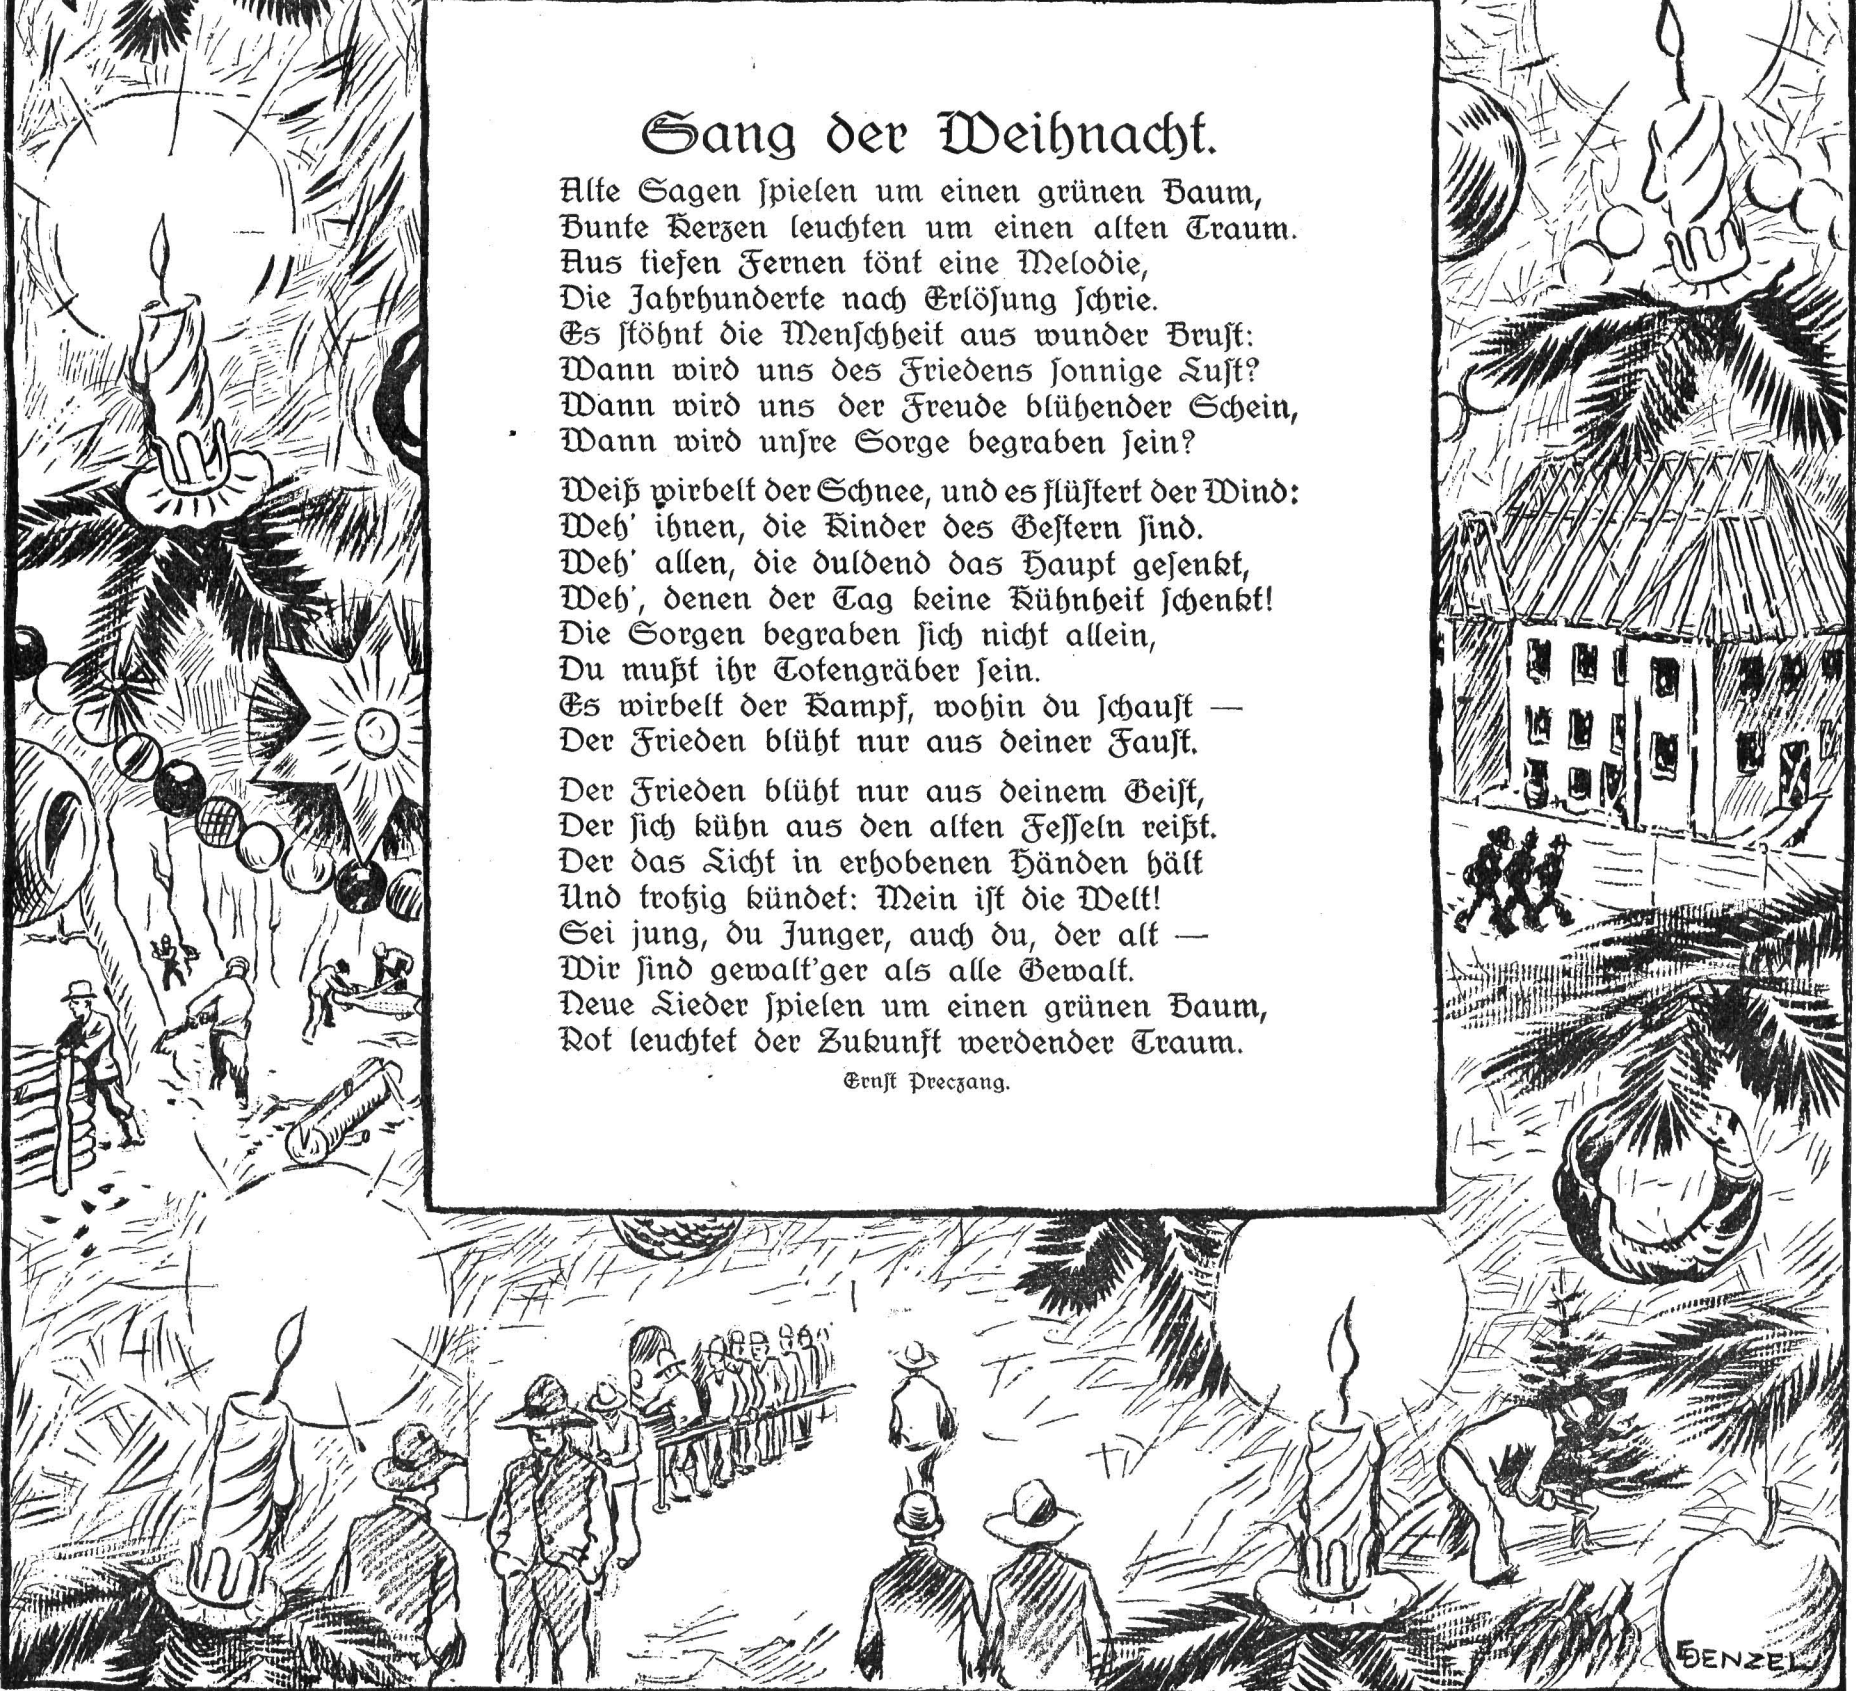 Sang der Weihnacht.
Alte Sagen spielen um einen grünen Baum,
Bunte Kerzen leuchten um einen alten Traum.
Aus tiefen Fernen tönt eine Melodie,
Die Jahrhunderte nach Erlösung schrie.
Es stöhnt die Menschheit aus wunder Brust:
Wann wird uns des Friedens sonnige Lust?
Wann wird uns der Freude blühender Schein,
Wann wird unsre Sorge begraben sein?
Weiß wirbelt der Schnee, und es flüstert der Wind:
Weh' ihnen, die Kinder des Gestern sind.
Weh' allen, die duldend das Haupt gesenkt,
Weh', denen der Tag keine Kühnheit schenkt!
Die Sorgen begraben sich nicht allein,
Du mußt ihr Totengräber sein.
Es wirbelt der Kampf, wohin du schaust —
Der Frieden blüht nur aus deiner Faust.
Der Frieden blüht nur aus deinem Geist,
Der sich kühn aus den alten Fesseln reißt.
Der das Licht in erhobenen Händen hält
Und trotzig kündet: Mein ist die Welt!
Sei jung, du Junger, auch du, der alt —
Wir sind gewalt'ger als alle Gewalt.
Neue Lieder spielen um einen grünen Baum,
Rot leuchtet der Zukunft werdender Traum.
Ernst Preczang.
DENZEL